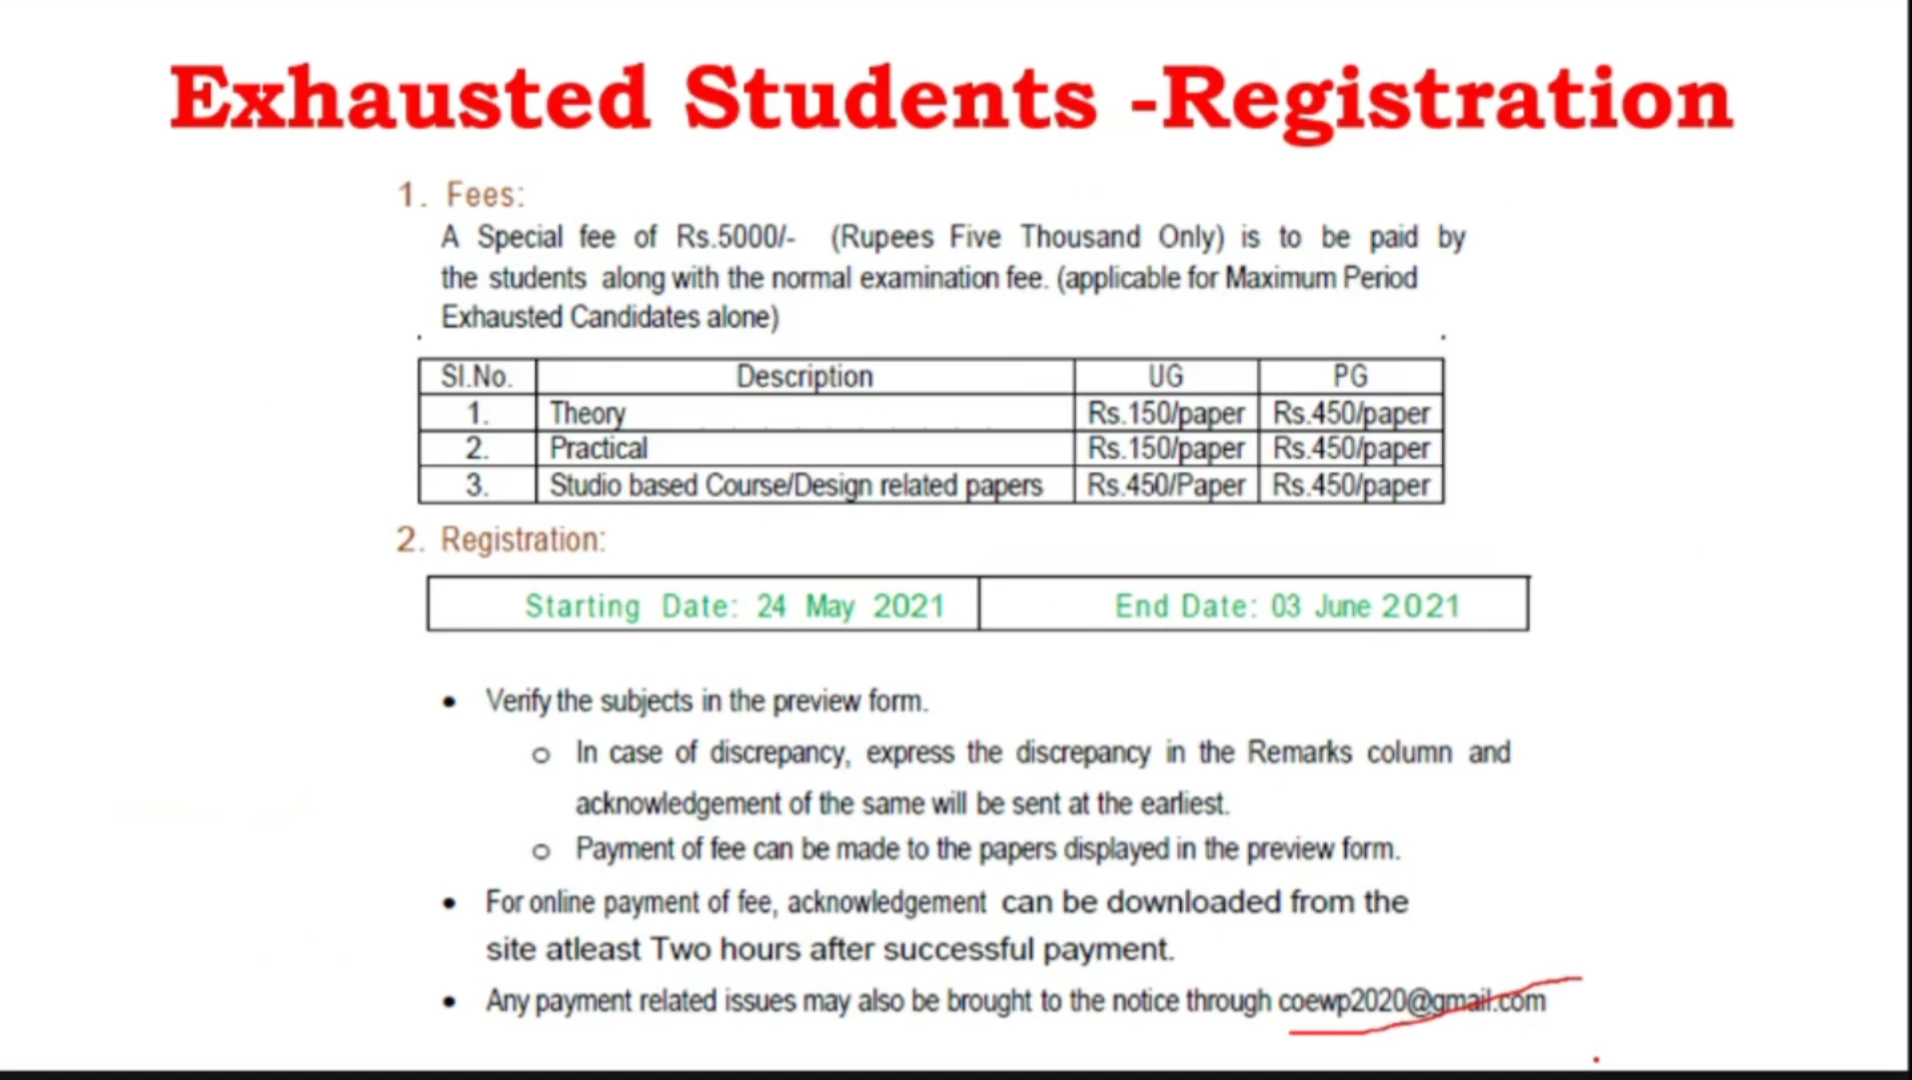 Exhausted Students -Registration
1. Fees:
A Special fee of Rs.5000/- (Rupees Five Thousand Only) is to be paid by
the students along with the normal examination fee. (applicable for Maximum Period
Exhausted Candidates alone)
Sl.No. Description UG PG
1. Theory Rs.150/paper Rs.450/paper
2. Practical Rs.150/paper Rs.450/paper
3. Studio based Course/Design related papers Rs.450/Paper Rs.450/paper
2. Registration:
Starting Date: 24 May 2021 End Date: 03 June 2021
• Verify the subjects in the preview form.
o In case of discrepancy, express the discrepancy in the Remarks column and
acknowledgement of the same will be sent at the earliest.
o Payment of fee can be made to the papers displayed in the preview form.
• For online payment of fee, acknowledgement can be downloaded from the
site atleast Two hours after successful payment.
• Any payment related issues may also be brought to the notice through coewp2020@gmail.com